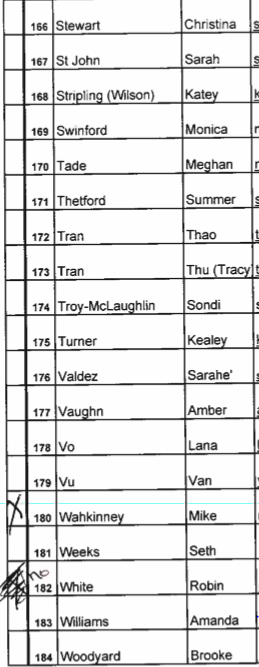 166 Stewart Christina s
167 St John Sarah s
168 Stripling (Wilson) Katey k
169 Swinford Monica
170 Tade Meghan
171 Thetford Summer s
172 Tran Thao t
173 Tran Thu (Tracy t
174 Troy-McLaughlin Sondi s
175 Turner Kealey k
176 Valdez Sarahe' s
177 Vaughn Amber a
178 Vo Lana
179 Vu Van
X 180 Wahkinney Mike
181 Weeks Seth
no
182 White Robin
183 Williams Amanda
184 Woodyard Brooke